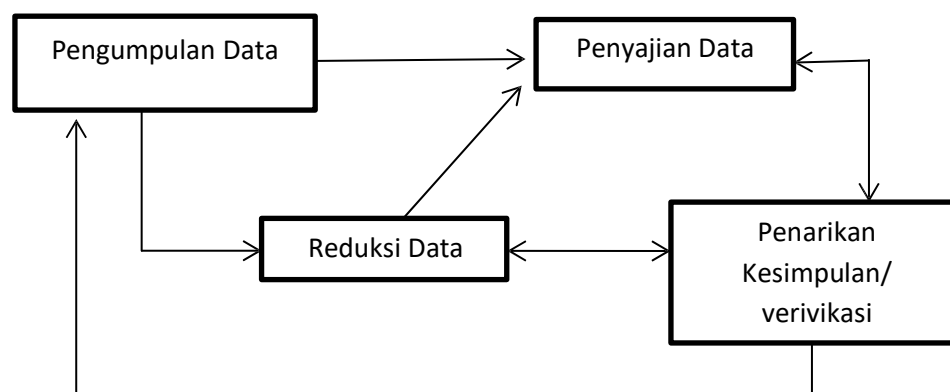 Pengumpulan Data
Penyajian Data
Reduksi Data
Penarikan
Kesimpulan/
verivikasi